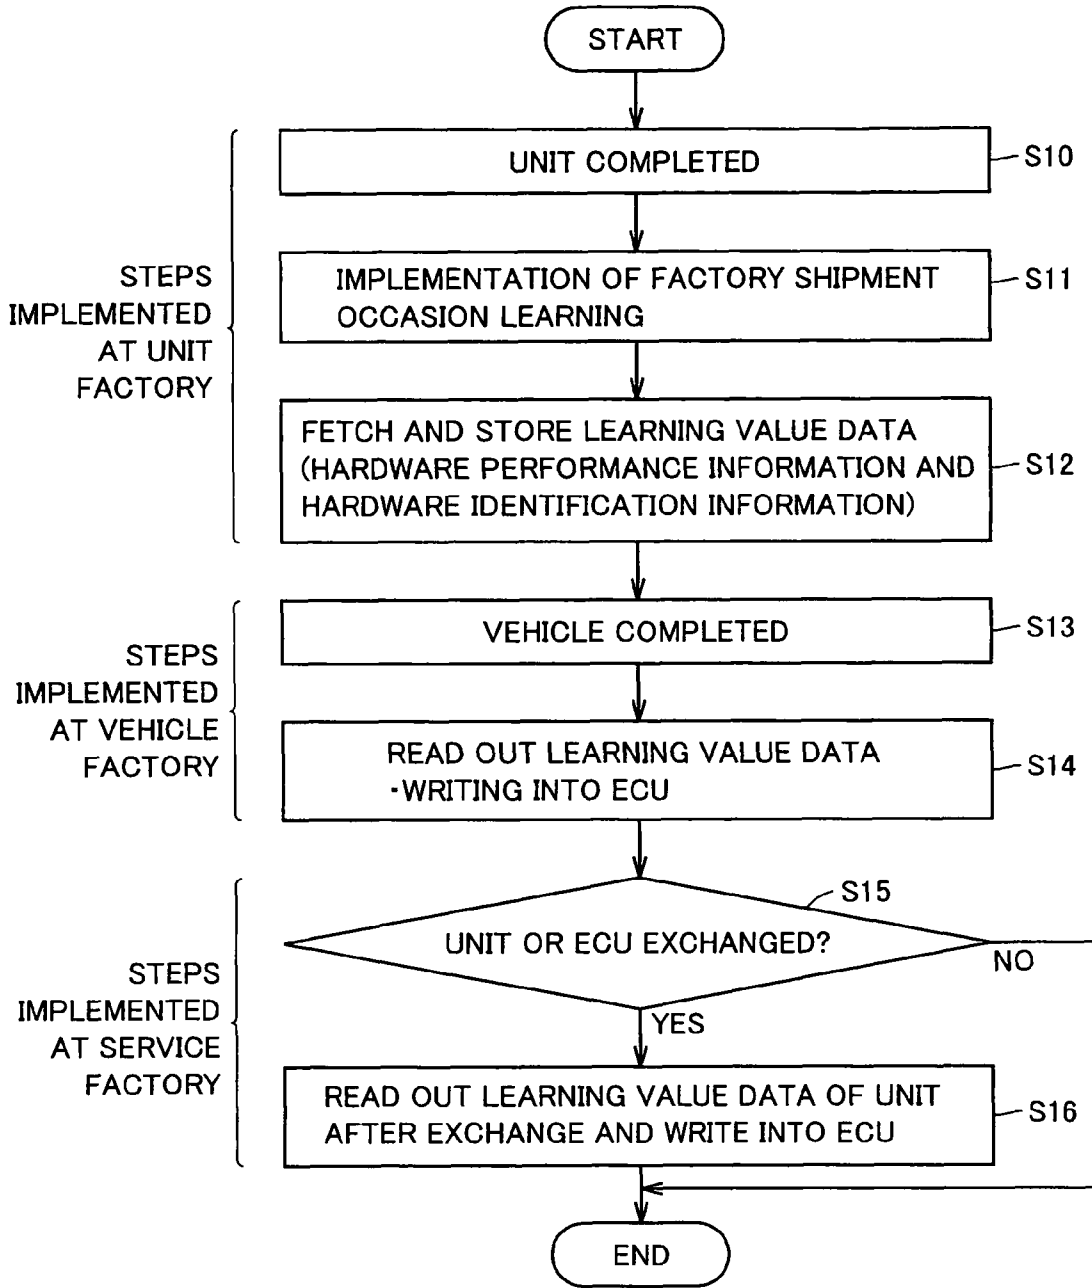 START
UNIT COMPLETED
S10
STEPS
IMPLEMENTED
AT UNIT
FACTORY
IMPLEMENTATION OF FACTORY SHIPMENT
OCCASION LEARNING
S11
FETCH AND STORE LEARNING VALUE DATA
(HARDWARE PERFORMANCE INFORMATION AND
HARDWARE IDENTIFICATION INFORMATION)
S12
STEPS
IMPLEMENTED
AT VEHICLE
FACTORY
VEHICLE COMPLETED
S13
READ OUT LEARNING VALUE DATA
·WRITING INTO ECU
S14
STEPS
IMPLEMENTED
AT SERVICE
FACTORY
S15
UNIT OR ECU EXCHANGED?
NO
YES
READ OUT LEARNING VALUE DATA OF UNIT
AFTER EXCHANGE AND WRITE INTO ECU
S16
END